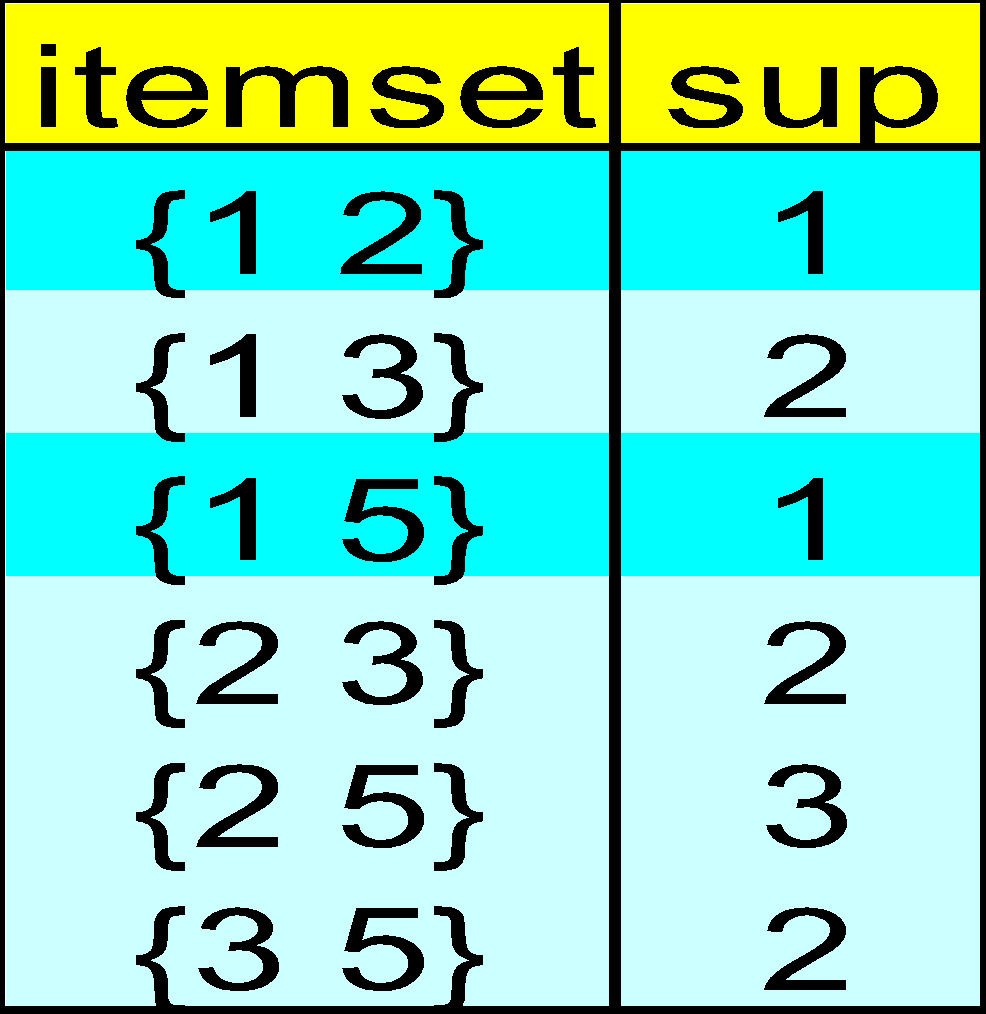 itemset sup
{1 2} 1
{1 3} 2
{1 5} 1
{2 3} 2
{2 5} 3
{3 5} 2